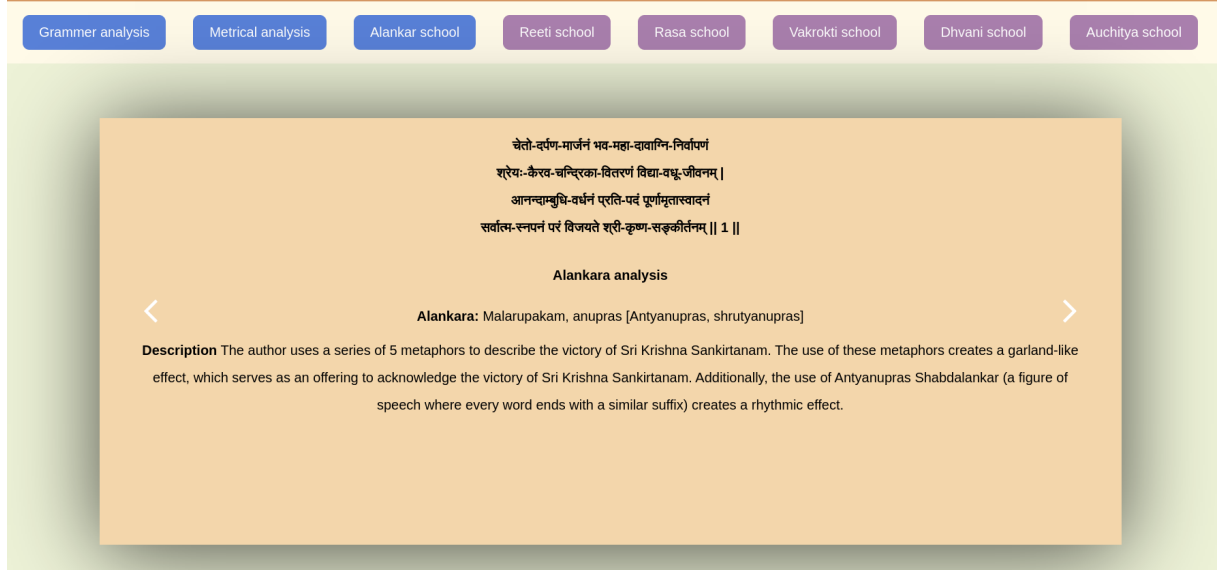 Grammer analysis Metrical analysis Alankar school Reeti school Rasa school Vakrokti school Dhvani school Auchitya school
चेतो-दर्पण-मार्जनं भव-महा-दावाग्नि-निर्वापणं
श्रेयः-कैरव-चन्द्रिका-वितरणं विद्या-वधू-जीवनम् |
आनन्दाम्बुधि-वर्धनं प्रति-पदं पूर्णामृतास्वादनं
सर्वात्म-स्नपनं परं विजयते श्री-कृष्ण-सङ्कीर्तनम् || 1 ||
Alankara analysis
Alankara: Malarupakam, anupras [Antyanupras, shrutyanupras]
Description The author uses a series of 5 metaphors to describe the victory of Sri Krishna Sankirtanam. The use of these metaphors creates a garland-like
effect, which serves as an offering to acknowledge the victory of Sri Krishna Sankirtanam. Additionally, the use of Antyanupras Shabdalankar (a figure of
speech where every word ends with a similar suffix) creates a rhythmic effect.